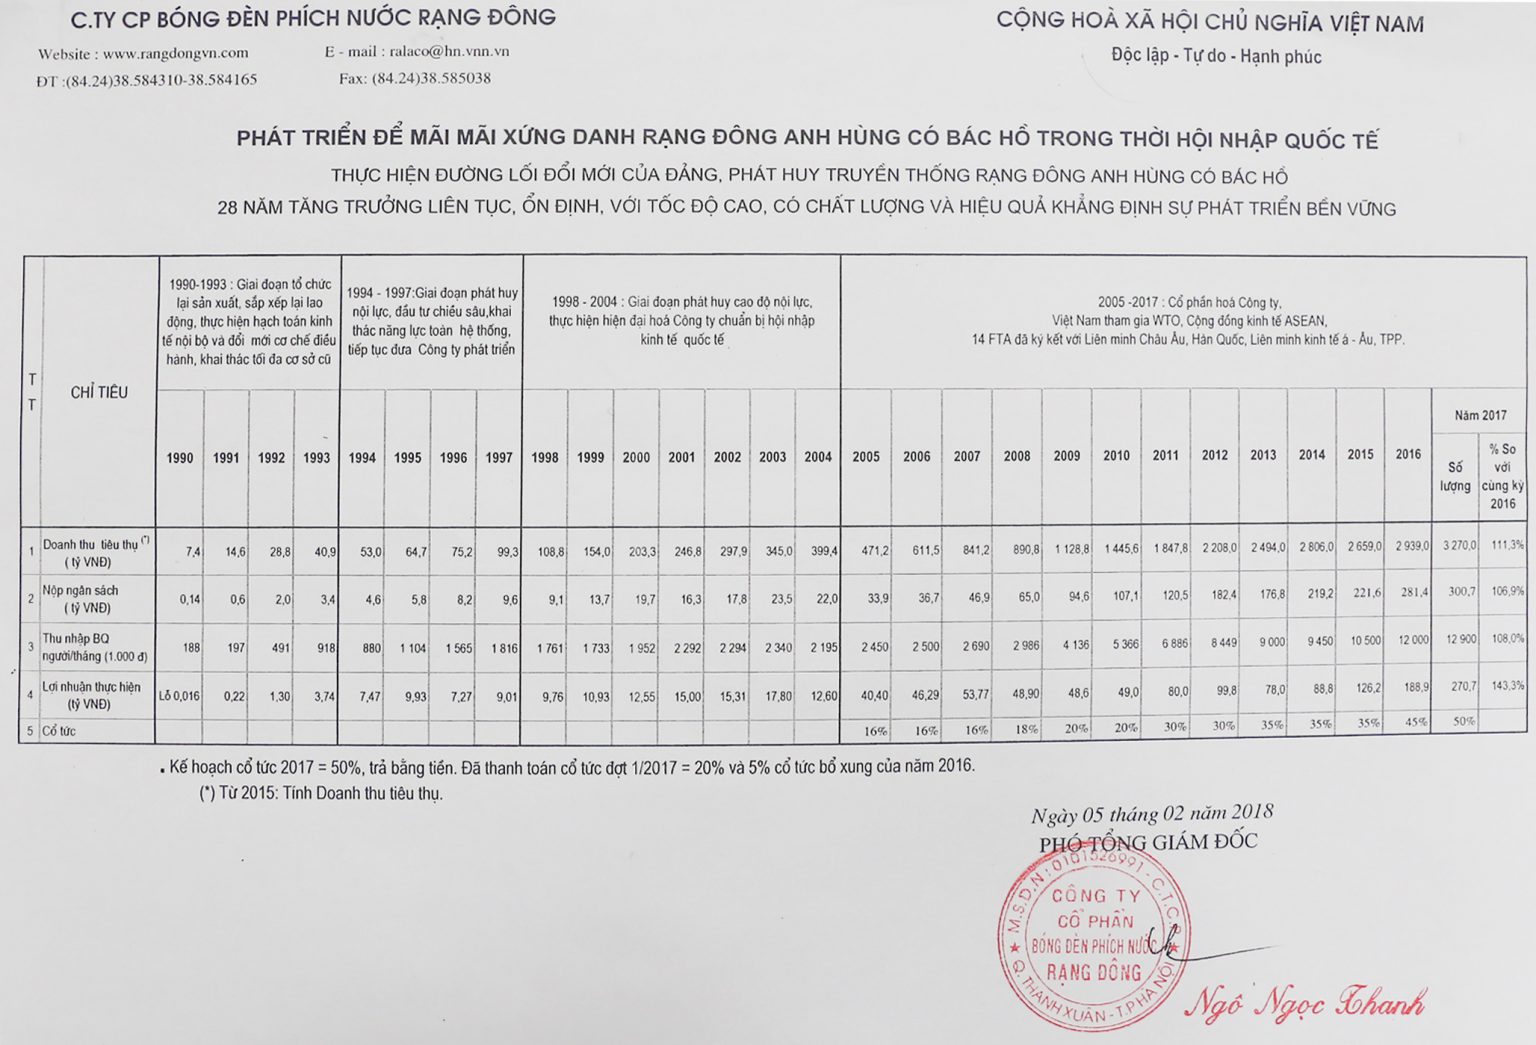 C.TY CP BÓNG ĐÈN PHÍCH NƯỚC RẠNG ĐÔNG
Website : www.rangdongvn.com E - mail : ralaco@hn.vnn.vn
ĐT :(84.24)38.584310-38.584165 Fax: (84.24)38.585038
CỘNG HOÀ XÃ HỘI CHỦ NGHĨA VIỆT NAM
Độc lập - Tự do - Hạnh phúc
PHÁT TRIỂN ĐỂ MÃI MÃI XỨNG DANH RẠNG ĐÔNG ANH HÙNG CÓ BÁC HỒ TRONG THỜI HỘI NHẬP QUỐC TẾ
THỰC HIỆN ĐƯỜNG LỐI ĐỔI MỚI CỦA ĐẢNG, PHÁT HUY TRUYỀN THỐNG RẠNG ĐÔNG ANH HÙNG CÓ BÁC HỒ
28 NĂM TĂNG TRƯỞNG LIÊN TỤC, ỔN ĐỊNH, VỚI TỐC ĐỘ CAO, CÓ CHẤT LƯỢNG VÀ HIỆU QUẢ KHẲNG ĐỊNH SỰ PHÁT TRIỂN BỀN VỮNG
T
T
CHỈ TIÊU
1990-1993 : Giai đoạn tổ chức
lại sản xuất, sắp xếp lại lao
động, thực hiện hạch toán kinh
tế nội bộ và đổi mới cơ chế điều
hành, khai thác tối đa cơ sở cũ
1994 - 1997:Giai đoạn phát huy
nội lực, đầu tư chiều sâu,khai
thác năng lực toàn hệ thống,
tiếp tục đưa Công ty phát triển
1998 - 2004 : Giai đoạn phát huy cao độ nội lực,
thực hiện hiện đại hoá Công ty chuẩn bị hội nhập
kinh tế quốc tế
2005 -2017 : Cổ phần hoá Công ty,
Việt Nam tham gia WTO, Cộng đồng kinh tế ASEAN,
14 FTA đã ký kết với Liên minh Châu Âu, Hàn Quốc, Liên minh kinh tế á - Âu, TPP.
1990 1991 1992 1993 1994 1995 1996 1997 1998 1999 2000 2001 2002 2003 2004 2005 2006 2007 2008 2009 2010 2011 2012 2013 2014 2015 2016
Năm 2017
Số
lượng
% So
với
cùng kỳ
2016
1 Doanh thu tiêu thụ (*)
( tỷ VNĐ)
7,4 14,6 28,8 40,9 53,0 64,7 75,2 99,3 108,8 154,0 203,3 246,8 297,9 345,0 399,4 471,2 611,5 841,2 890,8 1 128,8 1 445,6 1 847,8 2 208,0 2 494,0 2 806,0 2 659,0 2 939,0 3 270,0 111,3%
2 Nộp ngân sách
( tỷ VNĐ)
0,14 0,6 2,0 3,4 4,6 5,8 8,2 9,6 9,1 13,7 19,7 16,3 17,8 23,5 22,0 33,9 36,7 46,9 65,0 94,6 107,1 120,5 182,4 176,8 219,2 221,6 281,4 300,7 106,9%
3 Thu nhập BQ
người/tháng (1.000 đ)
188 197 491 918 880 1 104 1 565 1 816 1 761 1 733 1 952 2 292 2 294 2 340 2 195 2 450 2 500 2 690 2 986 4 136 5 366 6 886 8 449 9 000 9 450 10 500 12 000 12 900 108,0%
4 Lợi nhuận thực hiện
(tỷ VNĐ)
Lỗ 0,016 0,22 1,30 3,74 7,47 9,93 7,27 9,01 9,76 10,93 12,55 15,00 15,31 17,80 12,60 40,40 46,29 53,77 48,90 48,6 49,0 80,0 99,8 78,0 88,8 126,2 188,9 270,7 143,3%
5 Cổ tức
16% 16% 16% 18% 20% 20% 30% 30% 35% 35% 35% 45% 50%
. Kế hoạch cổ tức 2017 = 50%, trả bằng tiền. Đã thanh toán cổ tức đợt 1/2017 = 20% và 5% cổ tức bổ xung của năm 2016.
(*) Từ 2015: Tính Doanh thu tiêu thụ.
Ngày 05 tháng 02 năm 2018
PHÓ TỔNG GIÁM ĐỐC
M.S.D.N : 0101526991 - C.T.C.P
CÔNG TY
CỔ PHẦN
BÓNG ĐÈN PHÍCH NƯỚC
RẠNG ĐÔNG
Q. THANH XUÂN - T.P HÀ NỘI
Ngô Ngọc Thanh